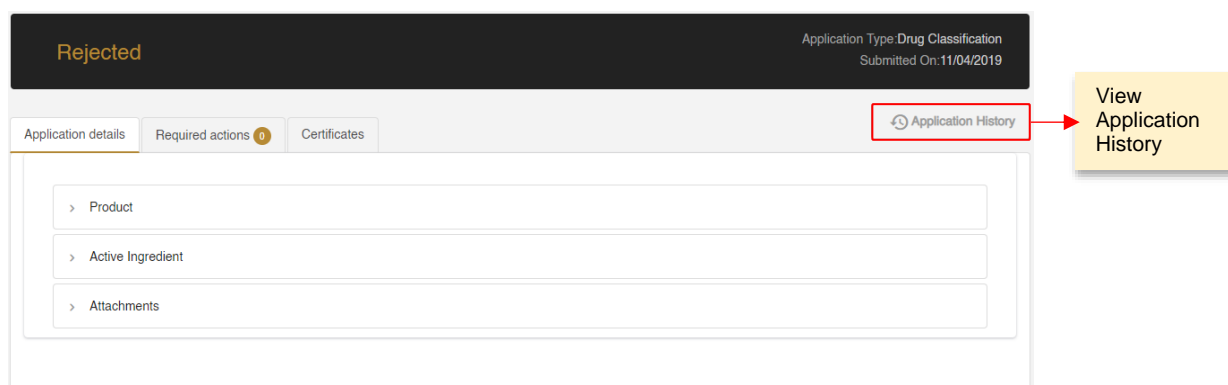 Rejected
Application Type:Drug Classification
Submitted On:11/04/2019
Application details
Required actions 0
Certificates
Application History
View
Application
History
Product
Active Ingredient
Attachments